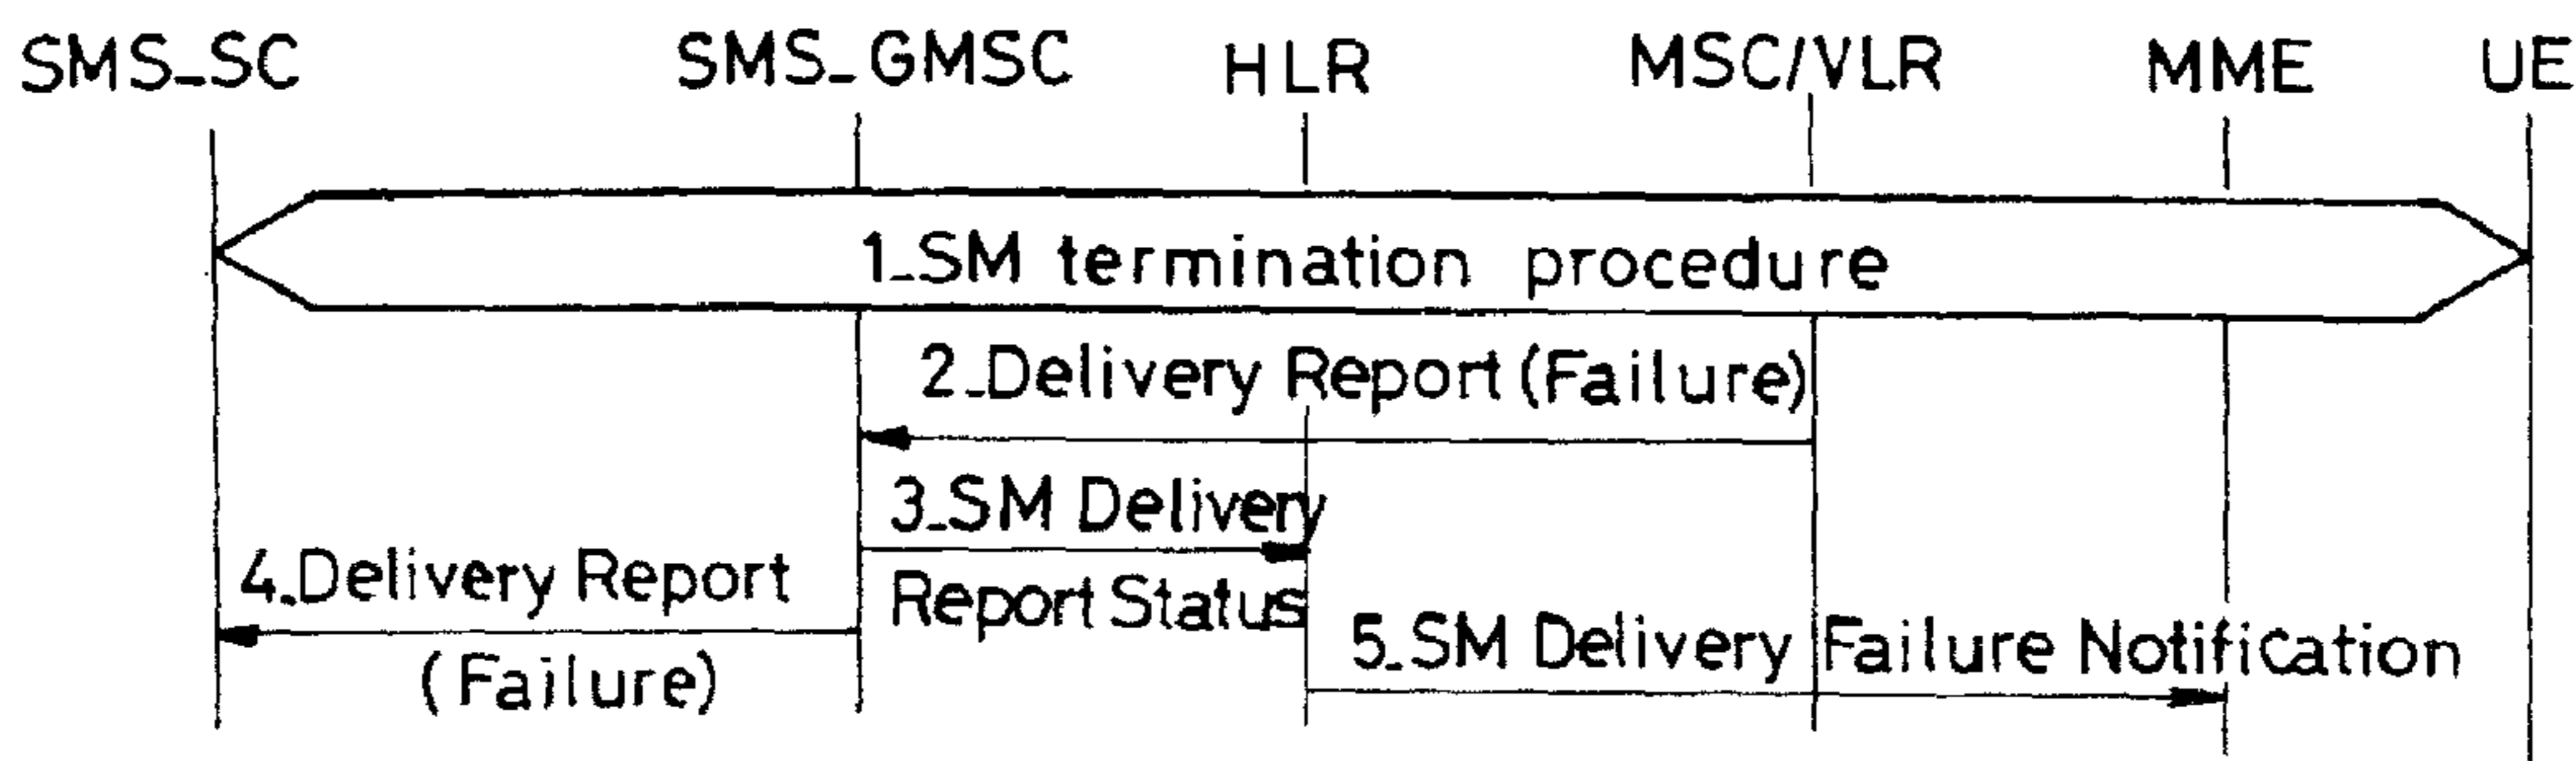 SMS_SC SMS_GMSC HLR MSC/VLR MME UE
1_SM termination procedure
2_Delivery Report (Failure)
3_SM Delivery
Report Status
4_Delivery Report
(Failure)
5_SM Delivery Failure Notification